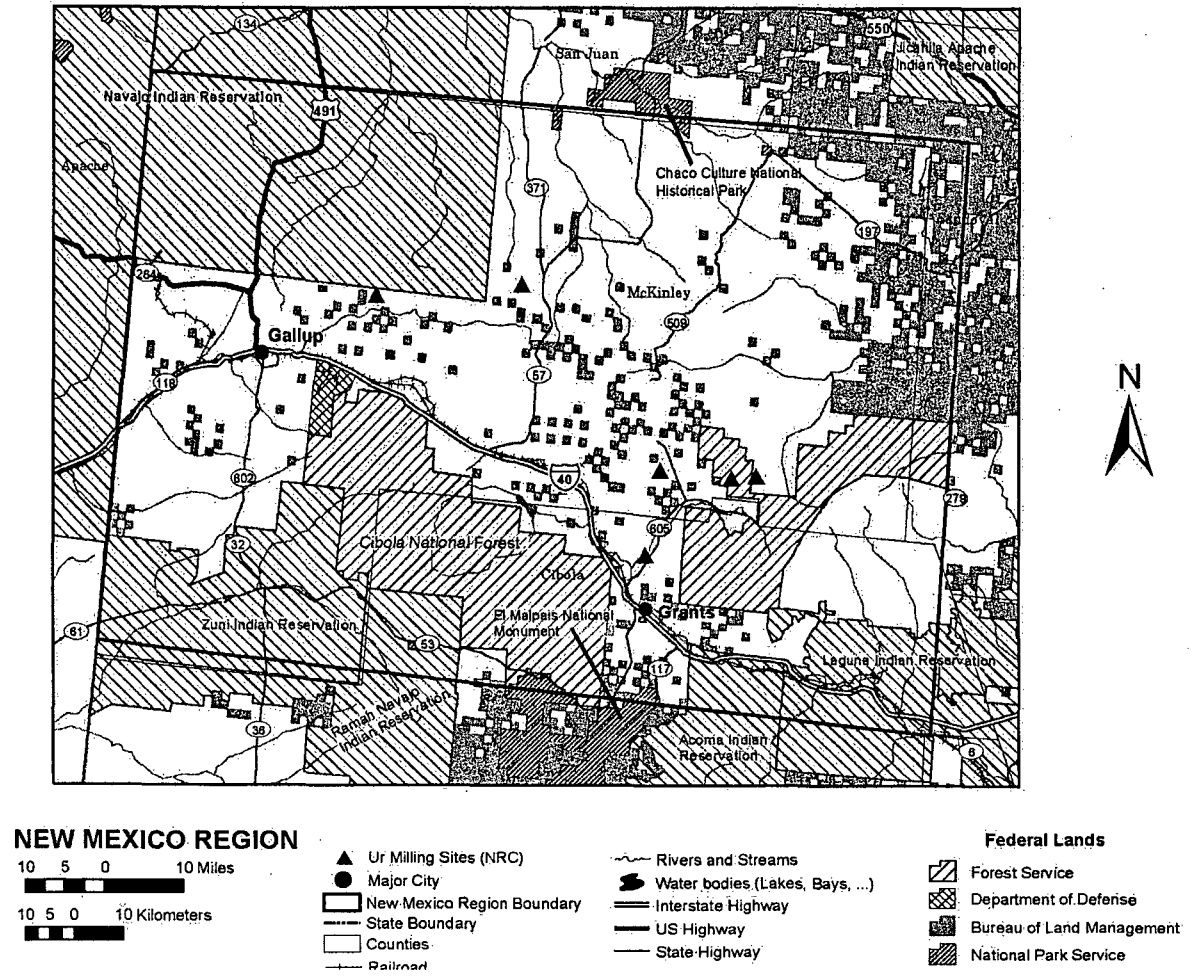 134
San Juan
550
Jicarilla Apache
Indian Reservation
Navajo Indian Reservation
491
Apache
Chaco Culture National
Historical Park
371
197
264
McKinley
509
Gallup
118
57
602
40
279
605
32
Cibola National Forest
Cibola
Grants
El Malpais National
Monument
61
Zuni Indian Reservation
53
117
Laguna Indian Reservation
Ramah Navajo
Indian Reservation
36
Acoma Indian
Reservation
6
N
NEW MEXICO REGION
10 5 0 10 Miles
10 5 0 10 Kilometers
Ur Milling Sites (NRC)
Major City
New Mexico Region Boundary
State Boundary
Counties
Railroad
Rivers and Streams
Water bodies (Lakes, Bays, ...)
Interstate Highway
US Highway
State Highway
Federal Lands
Forest Service
Department of Defense
Bureau of Land Management
National Park Service